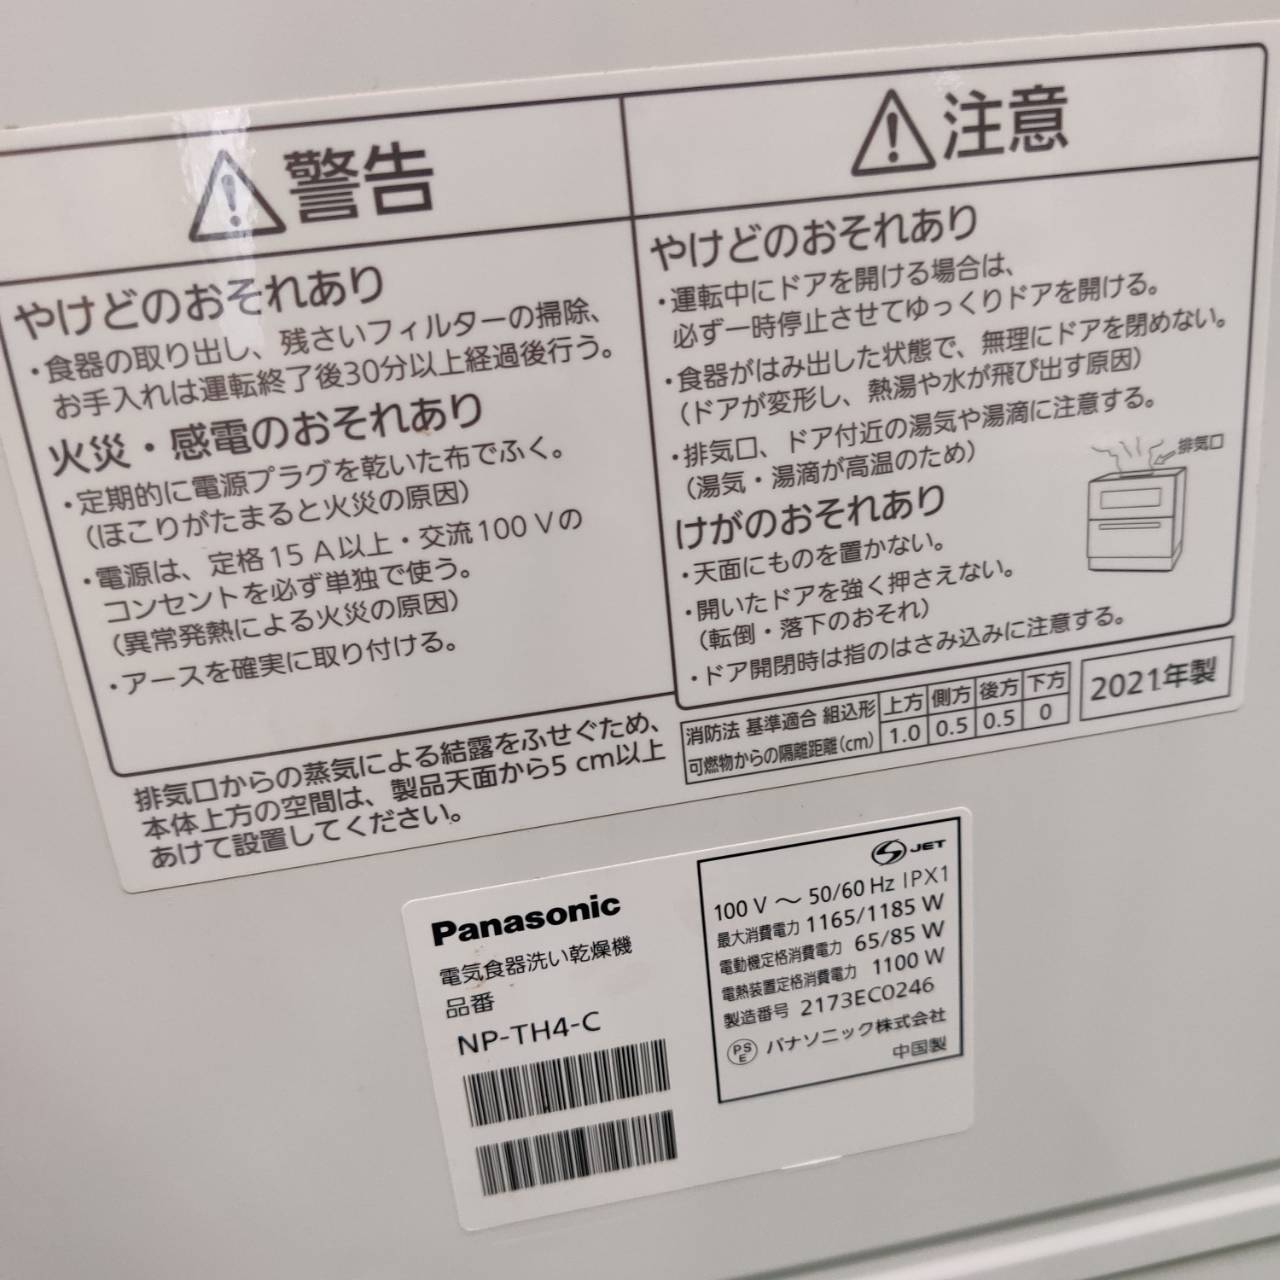 警告
やけどのおそれあり
・食器の取り出し、残さいフィルターの掃除、
お手入れは運転終了後30分以上経過後行う。
火災・感電のおそれあり
・定期的に電源プラグを乾いた布でふく。
（ほこりがたまると火災の原因）
・電源は、定格15A以上・交流100Vの
コンセントを必ず単独で使う。
（異常発熱による火災の原因）
・アースを確実に取り付ける。
注意
やけどのおそれあり
・運転中にドアを開ける場合は、
必ず一時停止させてゆっくりドアを開ける。
・食器がはみ出した状態で、無理にドアを閉めない。
（ドアが変形し、熱湯や水が飛び出す原因）
・排気口、ドア付近の湯気や湯滴に注意する。
（湯気・湯滴が高温のため）
排気口
けがのおそれあり
・天面にものを置かない。
・開いたドアを強く押さえない。
（転倒・落下のおそれ）
・ドア開閉時は指のはさみ込みに注意する。
排気口からの蒸気による結露をふせぐため、
本体上方の空間は、製品天面から5cm以上
あけて設置してください。
消防法 基準適合 組込形 上方 側方 後方 下方
可燃物からの隔離距離(cm) 1.0 0.5 0.5 0
2021年製
Panasonic
電気食器洗い乾燥機
品番
NP-TH4-C
JET
100V～50/60Hz IPX1
最大消費電力 1165/1185W
電動機定格消費電力 65/85W
電熱装置定格消費電力 1100W
製造番号 2173EC0246
PSE パナソニック株式会社
中国製